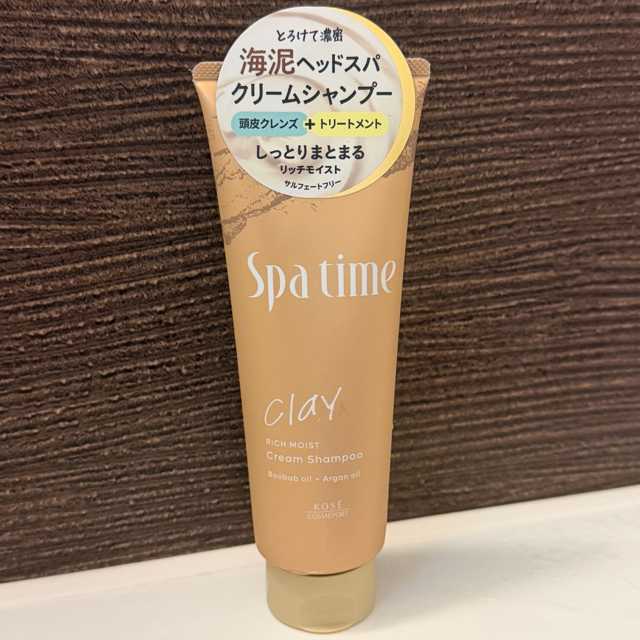 とろけて濃密
海泥ヘッドスパ
クリームシャンプー
頭皮クレンズ + トリートメント
しっとりまとまる
リッチモイスト
サルフェートフリー
Spa time
Clay
RICH MOIST
Cream Shampoo
Baobab oil + Argan oil
KOSÉ
COSMEPORT